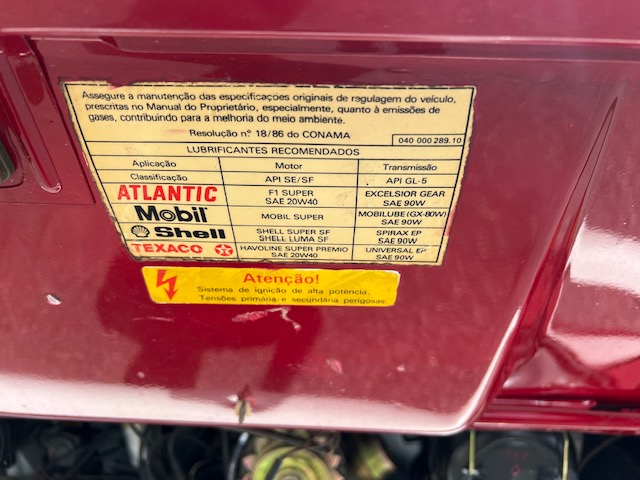 Assegure a manutenção das especificações originais de regulagem do veículo,
prescritas no Manual do Proprietário, especialmente, quanto à emissões de
gases, contribuindo para a melhoria do meio ambiente.
Resolução n.º 18/86 do CONAMA
040 000 289.10
LUBRIFICANTES RECOMENDADOS
Aplicação Motor Transmissão
Classificação API SE/SF API GL-5
ATLANTIC F1 SUPER SAE 20W40 EXCELSIOR GEAR SAE 90W
Mobil MOBIL SUPER MOBILUBE (GX-80W) SAE 90W
Shell SHELL SUPER SF SHELL LUMA SF SPIRAX EP SAE 90W
TEXACO T HAVOLINE SUPER PREMIO SAE 20W40 UNIVERSAL EP SAE 90W
Atenção!
Sistema de ignição de alta potência.
Tensões primária e secundária perigosas.